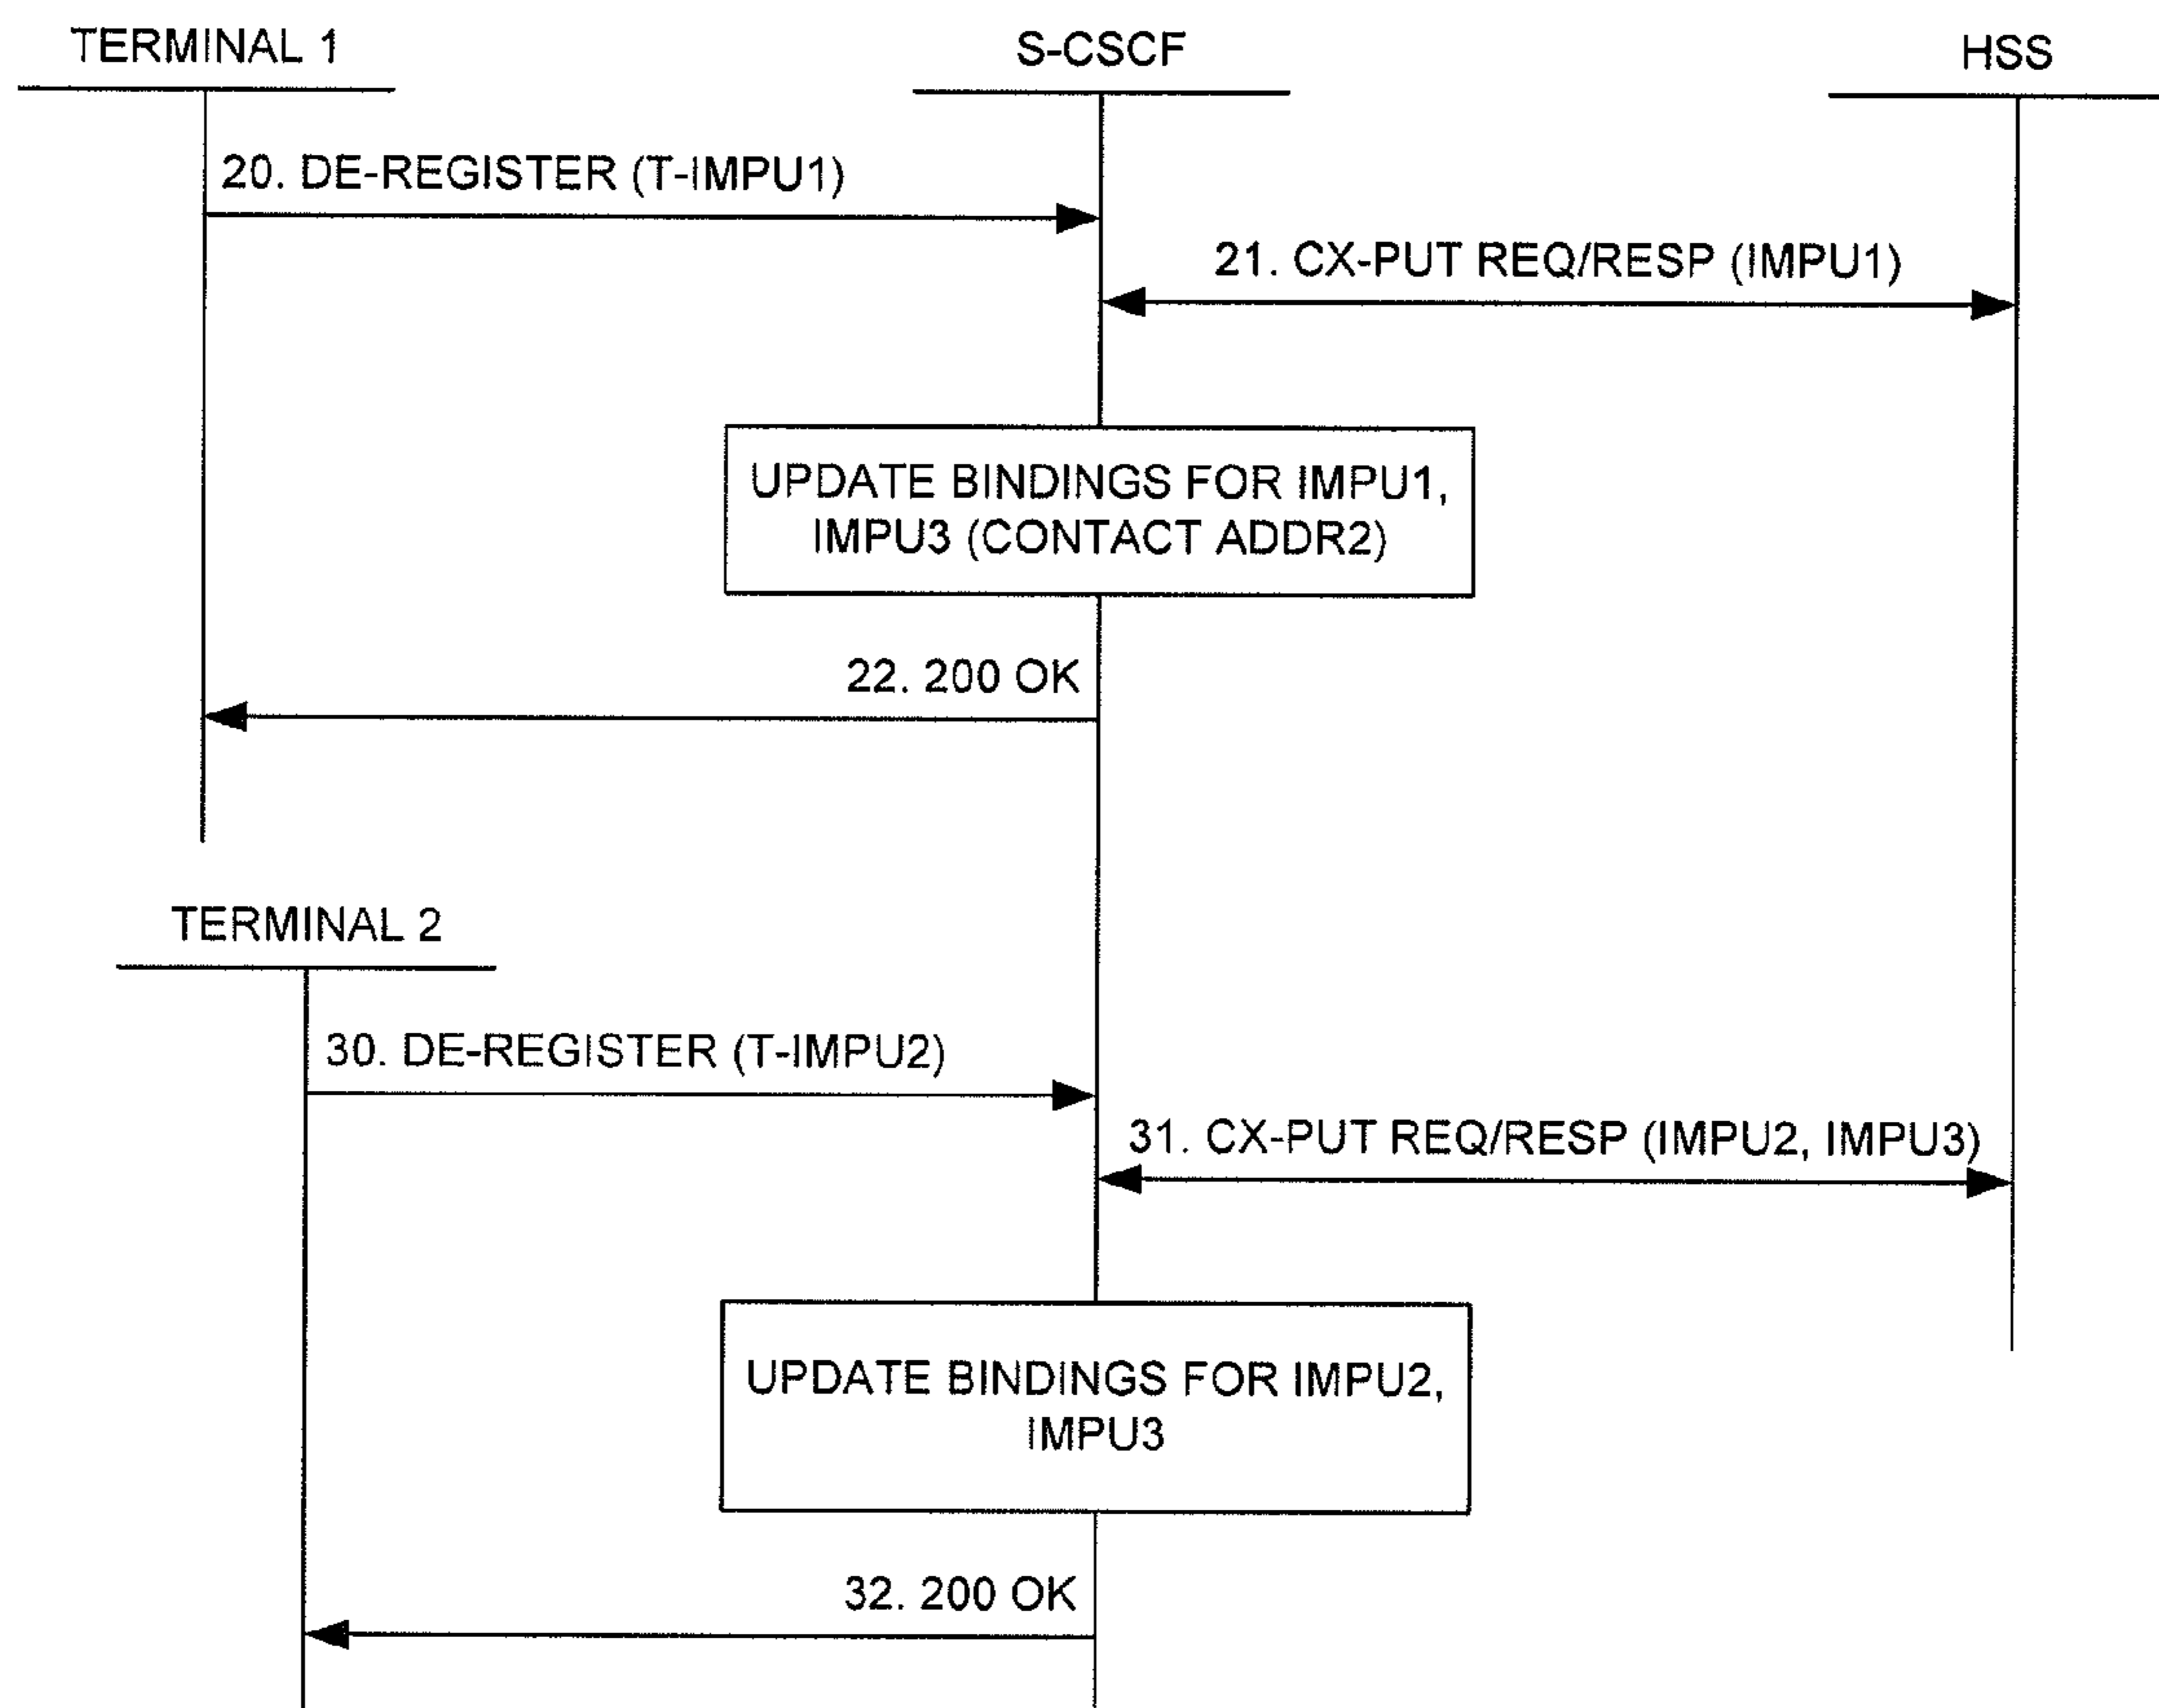 TERMINAL 1
S-CSCF
HSS
20. DE-REGISTER (T-IMPU1)
21. CX-PUT REQ/RESP (IMPU1)
UPDATE BINDINGS FOR IMPU1,
IMPU3 (CONTACT ADDR2)
22. 200 OK
TERMINAL 2
30. DE-REGISTER (T-IMPU2)
31. CX-PUT REQ/RESP (IMPU2, IMPU3)
UPDATE BINDINGS FOR IMPU2,
IMPU3
32. 200 OK